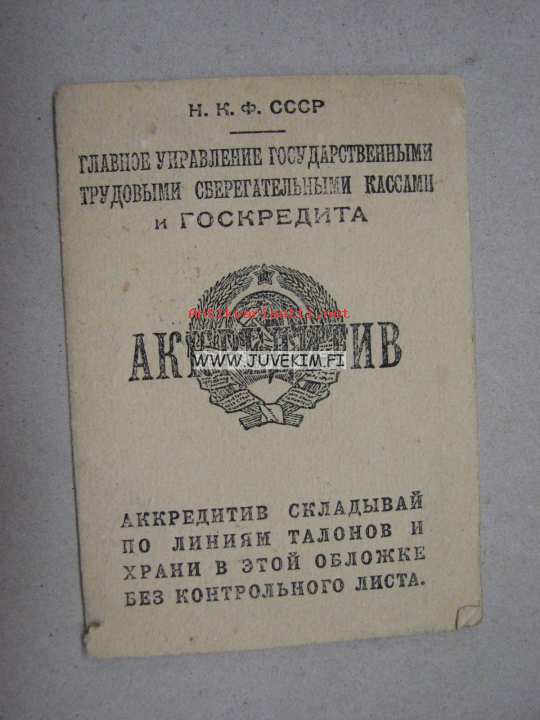 Н. К. Ф. СССР
ГЛАВНОЕ УПРАВЛЕНИЕ ГОСУДАРСТВЕННЫМИ
ТРУДОВЫМИ СБЕРЕГАТЕЛЬНЫМИ КАССАМИ
и ГОСКРЕДИТА
АККРЕДИТИВ
WWW.JUVEKIM.FI
АККРЕДИТИВ СКЛАДЫВАЙ
ПО ЛИНИЯМ ТАЛОНОВ И
ХРАНИ В ЭТОЙ ОБЛОЖКЕ
БЕЗ КОНТРОЛЬНОГО ЛИСТА.